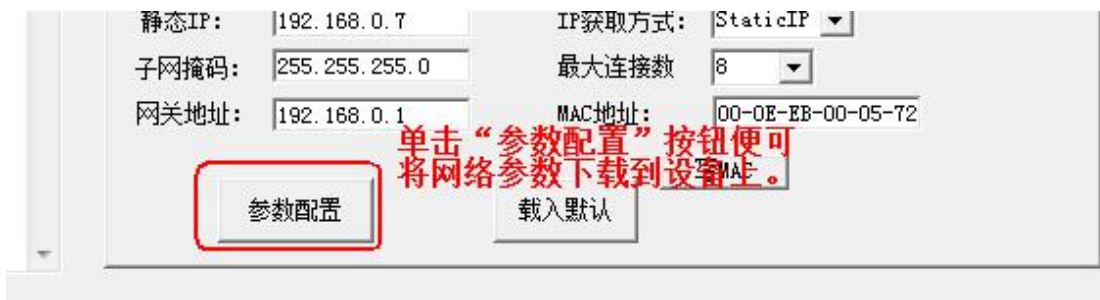 静态IP: 192.168.0.7 IP获取方式: StaticIP
子网掩码: 255.255.255.0 最大连接数 8
网关地址: 192.168.0.1 MAC地址: 00-0E-EB-00-05-72
单击“参数配置”按钮便可
将网络参数下载到设备上。
写MAC
参数配置 载入默认